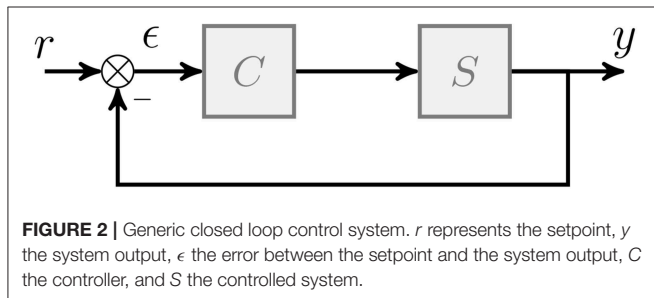 r
ϵ
C
S
y
−
FIGURE 2 | Generic closed loop control system. r represents the setpoint, y
the system output, ϵ the error between the setpoint and the system output, C
the controller, and S the controlled system.